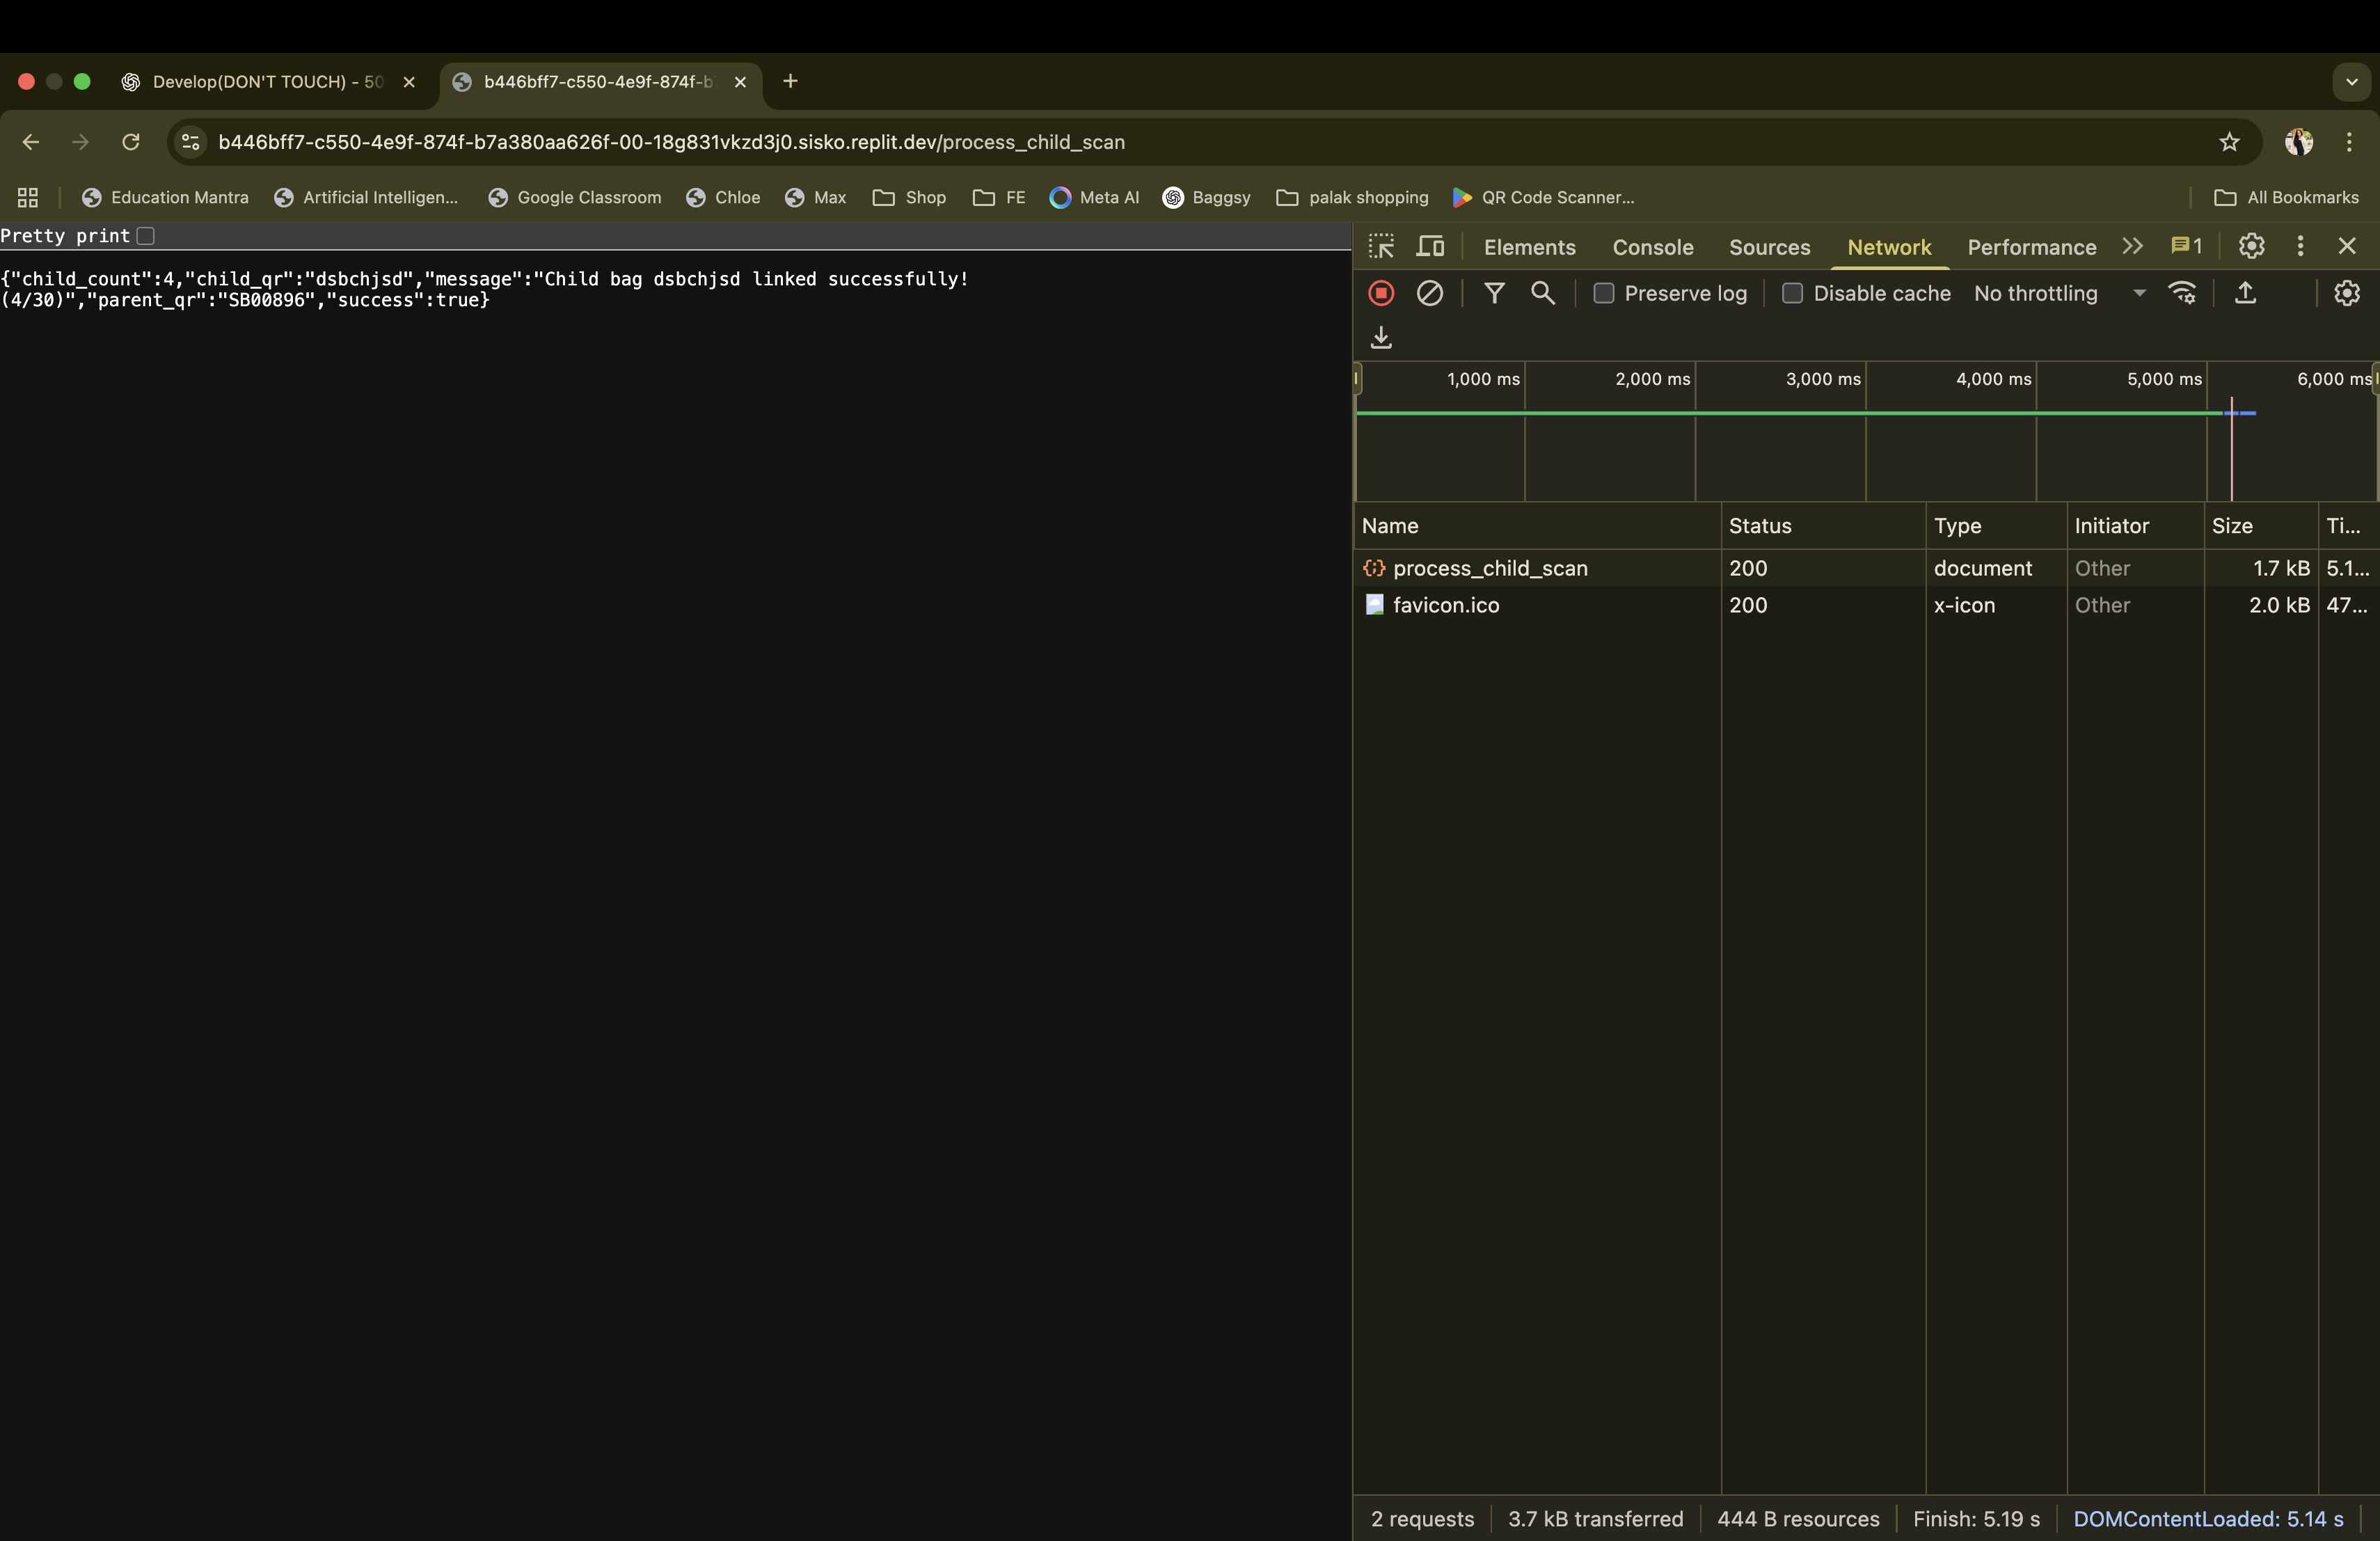 Develop(DON'T TOUCH) - 50
b446bff7-c550-4e9f-874f-b
b446bff7-c550-4e9f-874f-b7a380aa626f-00-18g831vkzd3j0.sisko.replit.dev/process_child_scan
Education Mantra Artificial Intelligen... Google Classroom Chloe Max Shop FE Meta AI Baggsy palak shopping QR Code Scanner... All Bookmarks
Pretty print
{"child_count":4,"child_qr":"dsbchjsd","message":"Child bag dsbchjsd linked successfully!
(4/30)","parent_qr":"SB00896","success":true}
Elements Console Sources Network Performance 1
Preserve log Disable cache No throttling
1,000 ms 2,000 ms 3,000 ms 4,000 ms 5,000 ms 6,000 ms
Name Status Type Initiator Size Ti...
process_child_scan 200 document Other 1.7 kB 5.1...
favicon.ico 200 x-icon Other 2.0 kB 47...
2 requests 3.7 kB transferred 444 B resources Finish: 5.19 s DOMContentLoaded: 5.14 s